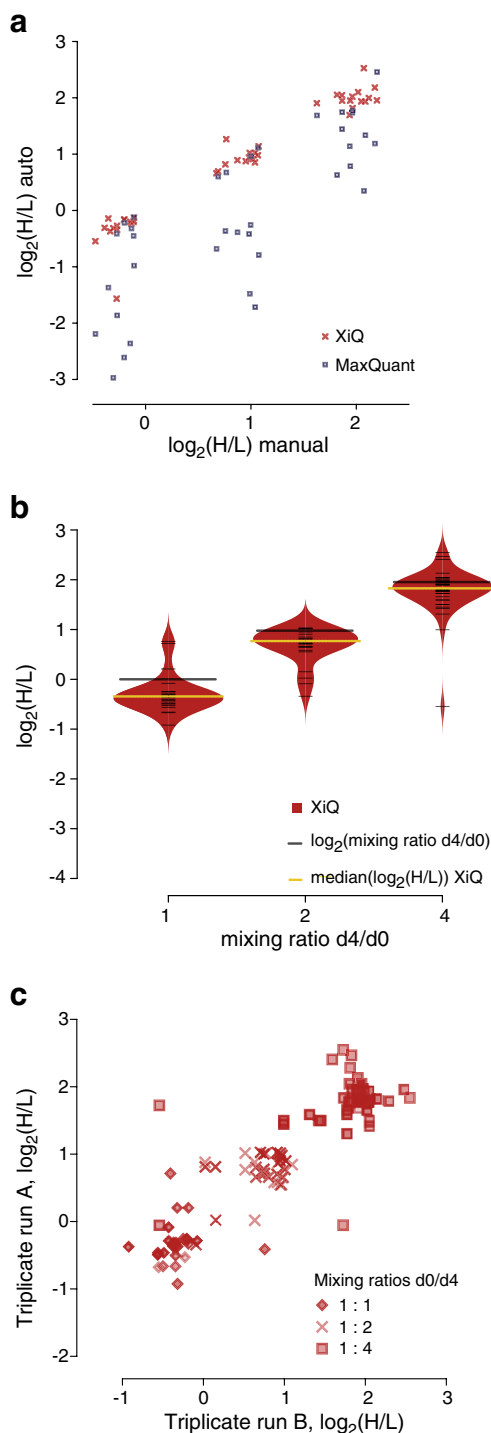 a
3
2
1
0
-1
-2
-3
log2(H/L) auto
XiQ
MaxQuant
0 1 2
log2(H/L) manual
b
3
2
1
0
-1
-2
-3
-4
log2(H/L)
XiQ
log2(mixing ratio d4/d0)
median(log2(H/L)) XiQ
1 2 4
mixing ratio d4/d0
c
3
2
1
0
-1
-2
Triplicate run A, log2(H/L)
Mixing ratios d0/d4
1 : 1
1 : 2
1 : 4
-1 0 1 2 3
Triplicate run B, log2(H/L)